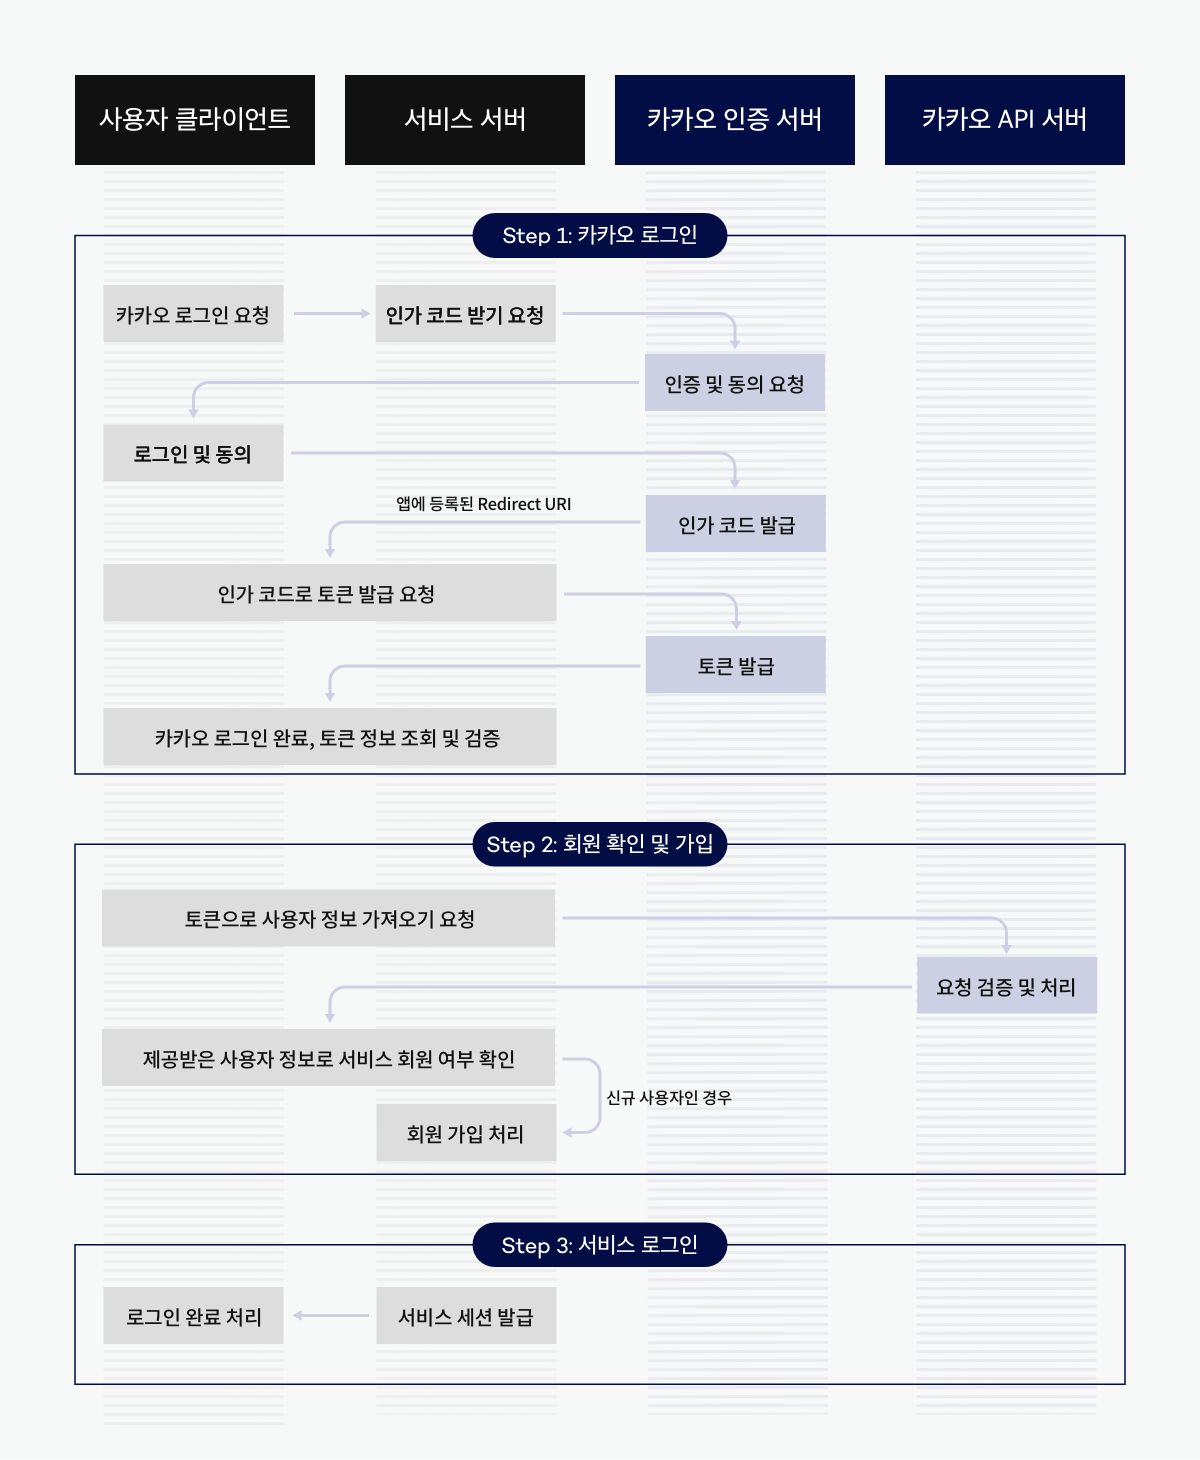 사용자 클라이언트
서비스 서버
카카오 인증 서버
카카오 API 서버
Step 1: 카카오 로그인
카카오 로그인 요청
인가 코드 받기 요청
인증 및 동의 요청
로그인 및 동의
앱에 등록된 Redirect URI
인가 코드 발급
인가 코드로 토큰 발급 요청
토큰 발급
카카오 로그인 완료, 토큰 정보 조회 및 검증
Step 2: 회원 확인 및 가입
토큰으로 사용자 정보 가져오기 요청
요청 검증 및 처리
제공받은 사용자 정보로 서비스 회원 여부 확인
신규 사용자인 경우
회원 가입 처리
Step 3: 서비스 로그인
로그인 완료 처리
서비스 세션 발급